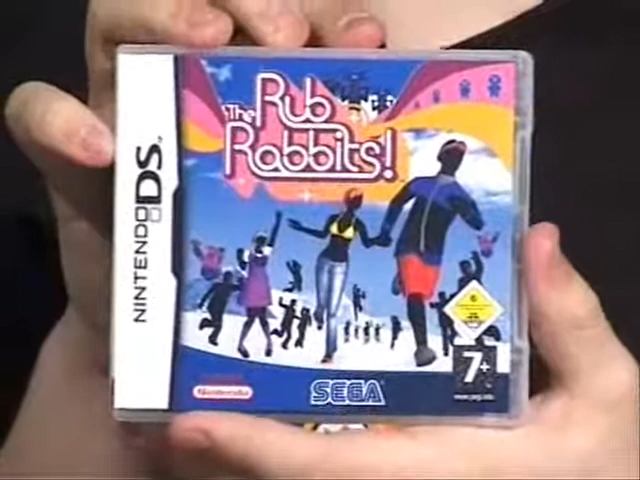 The Rub
Rabbits!
NINTENDO DS
Nintendo
SEGA
7+